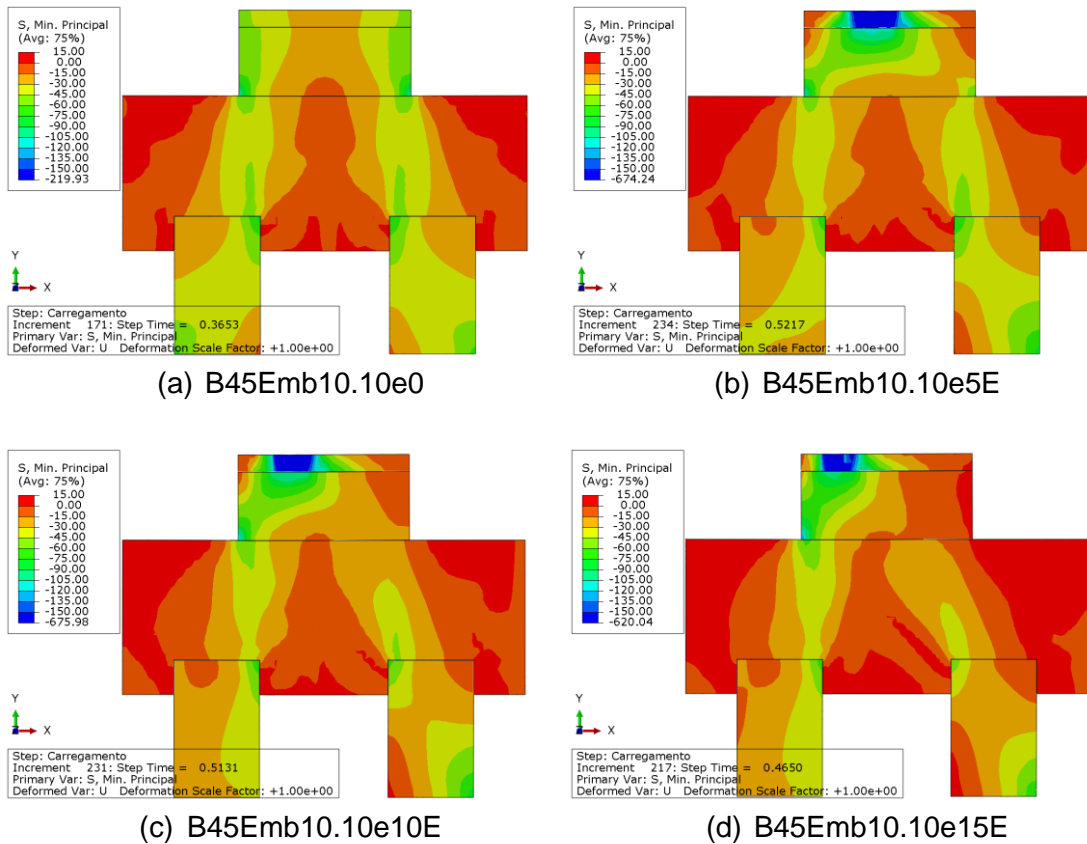 S, Min. Principal
(Avg: 75%)
15.00
0.00
-15.00
-30.00
-45.00
-60.00
-75.00
-90.00
-105.00
-120.00
-135.00
-150.00
-219.93
Y
Z
X
Step: Carregamento
Increment 171: Step Time = 0.3653
Primary Var: S, Min. Principal
Deformed Var: U Deformation Scale Factor: +1.00e+00
(a) B45Emb10.10e0
S, Min. Principal
(Avg: 75%)
15.00
0.00
-15.00
-30.00
-45.00
-60.00
-75.00
-90.00
-105.00
-120.00
-135.00
-150.00
-674.24
Y
Z
X
Step: Carregamento
Increment 234: Step Time = 0.5217
Primary Var: S, Min. Principal
Deformed Var: U Deformation Scale Factor: +1.00e+00
(b) B45Emb10.10e5E
S, Min. Principal
(Avg: 75%)
15.00
0.00
-15.00
-30.00
-45.00
-60.00
-75.00
-90.00
-105.00
-120.00
-135.00
-150.00
-675.98
Y
Z
X
Step: Carregamento
Increment 231: Step Time = 0.5131
Primary Var: S, Min. Principal
Deformed Var: U Deformation Scale Factor: +1.00e+00
(c) B45Emb10.10e10E
S, Min. Principal
(Avg: 75%)
15.00
0.00
-15.00
-30.00
-45.00
-60.00
-75.00
-90.00
-105.00
-120.00
-135.00
-150.00
-620.04
Y
Z
X
Step: Carregamento
Increment 217: Step Time = 0.4650
Primary Var: S, Min. Principal
Deformed Var: U Deformation Scale Factor: +1.00e+00
(d) B45Emb10.10e15E